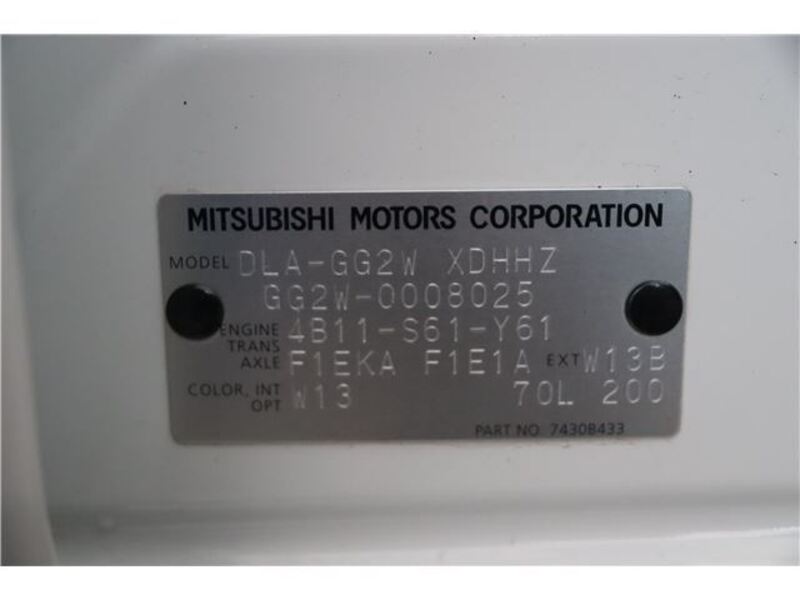 MITSUBISHI MOTORS CORPORATION
MODEL DLA-GG2W XDHHZ
GG2W-0008025
ENGINE 4B11-S61-Y61
TRANS AXLE F1EKA F1E1A EXT W13B
COLOR, INT OPT W13 70L 200
PART NO 7430B433